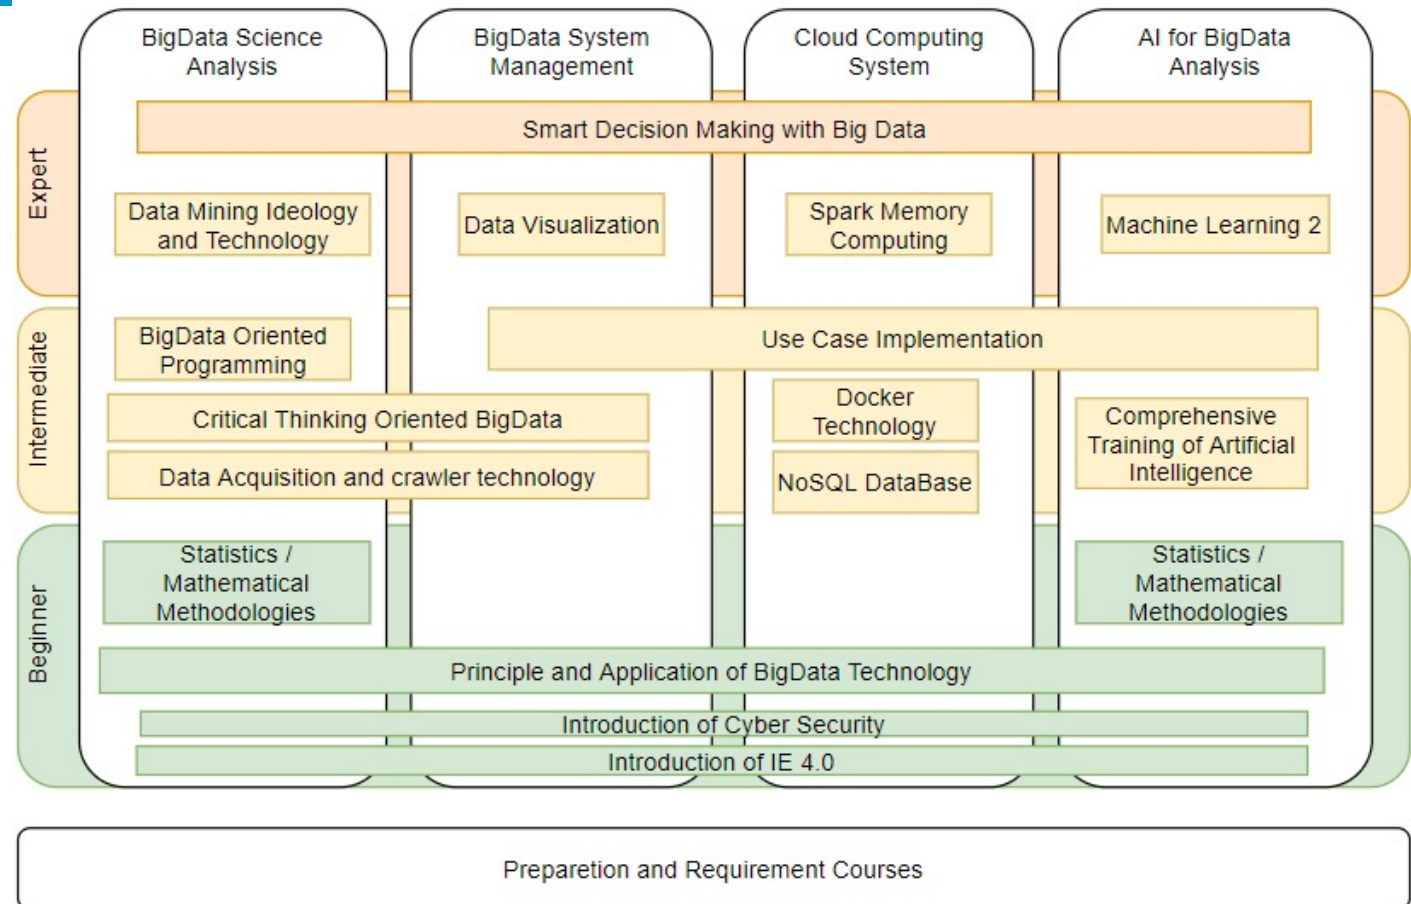 BigData Science
Analysis
BigData System
Management
Cloud Computing
System
AI for BigData
Analysis
Expert
Smart Decision Making with Big Data
Data Mining Ideology
and Technology
Data Visualization
Spark Memory
Computing
Machine Learning 2
Intermediate
BigData Oriented
Programming
Use Case Implementation
Critical Thinking Oriented BigData
Docker
Technology
Comprehensive
Training of Artificial
Intelligence
Data Acquisition and crawler technology
NoSQL DataBase
Beginner
Statistics /
Mathematical
Methodologies
Statistics /
Mathematical
Methodologies
Principle and Application of BigData Technology
Introduction of Cyber Security
Introduction of IE 4.0
Preparetion and Requirement Courses